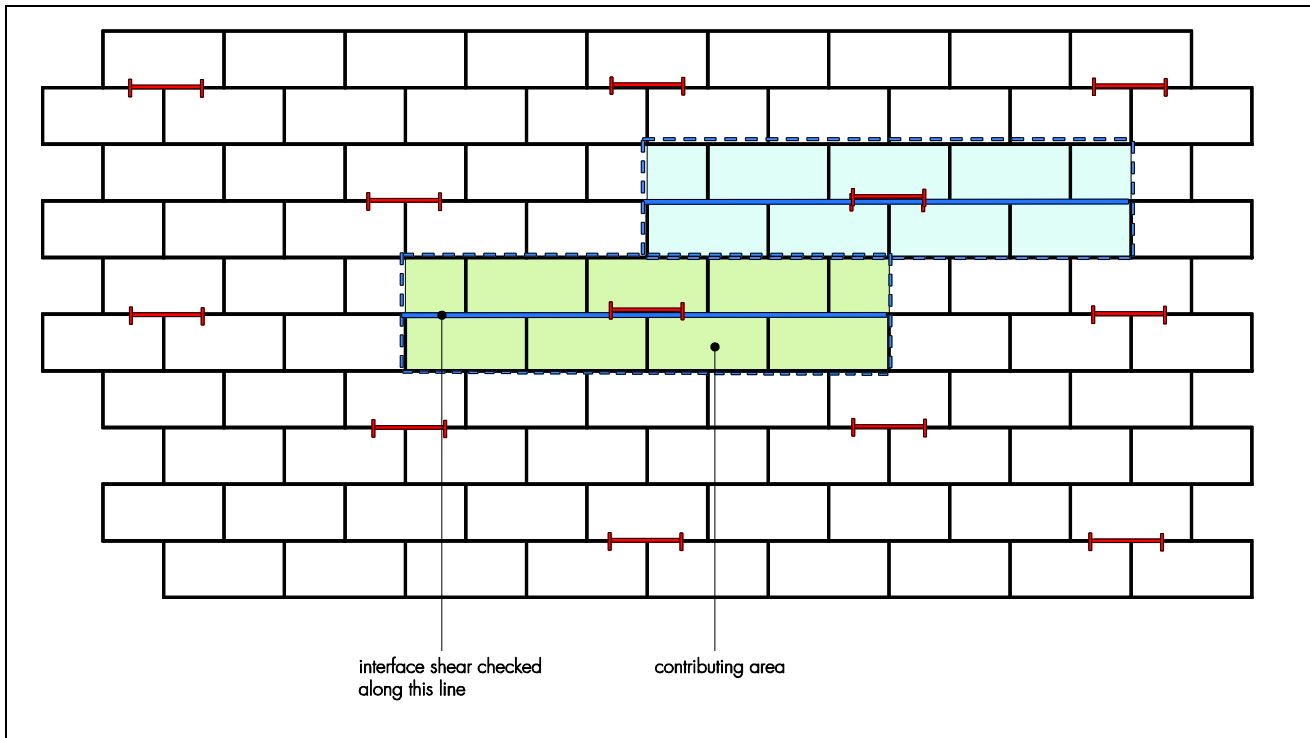 interface shear checked
along this line
contributing area